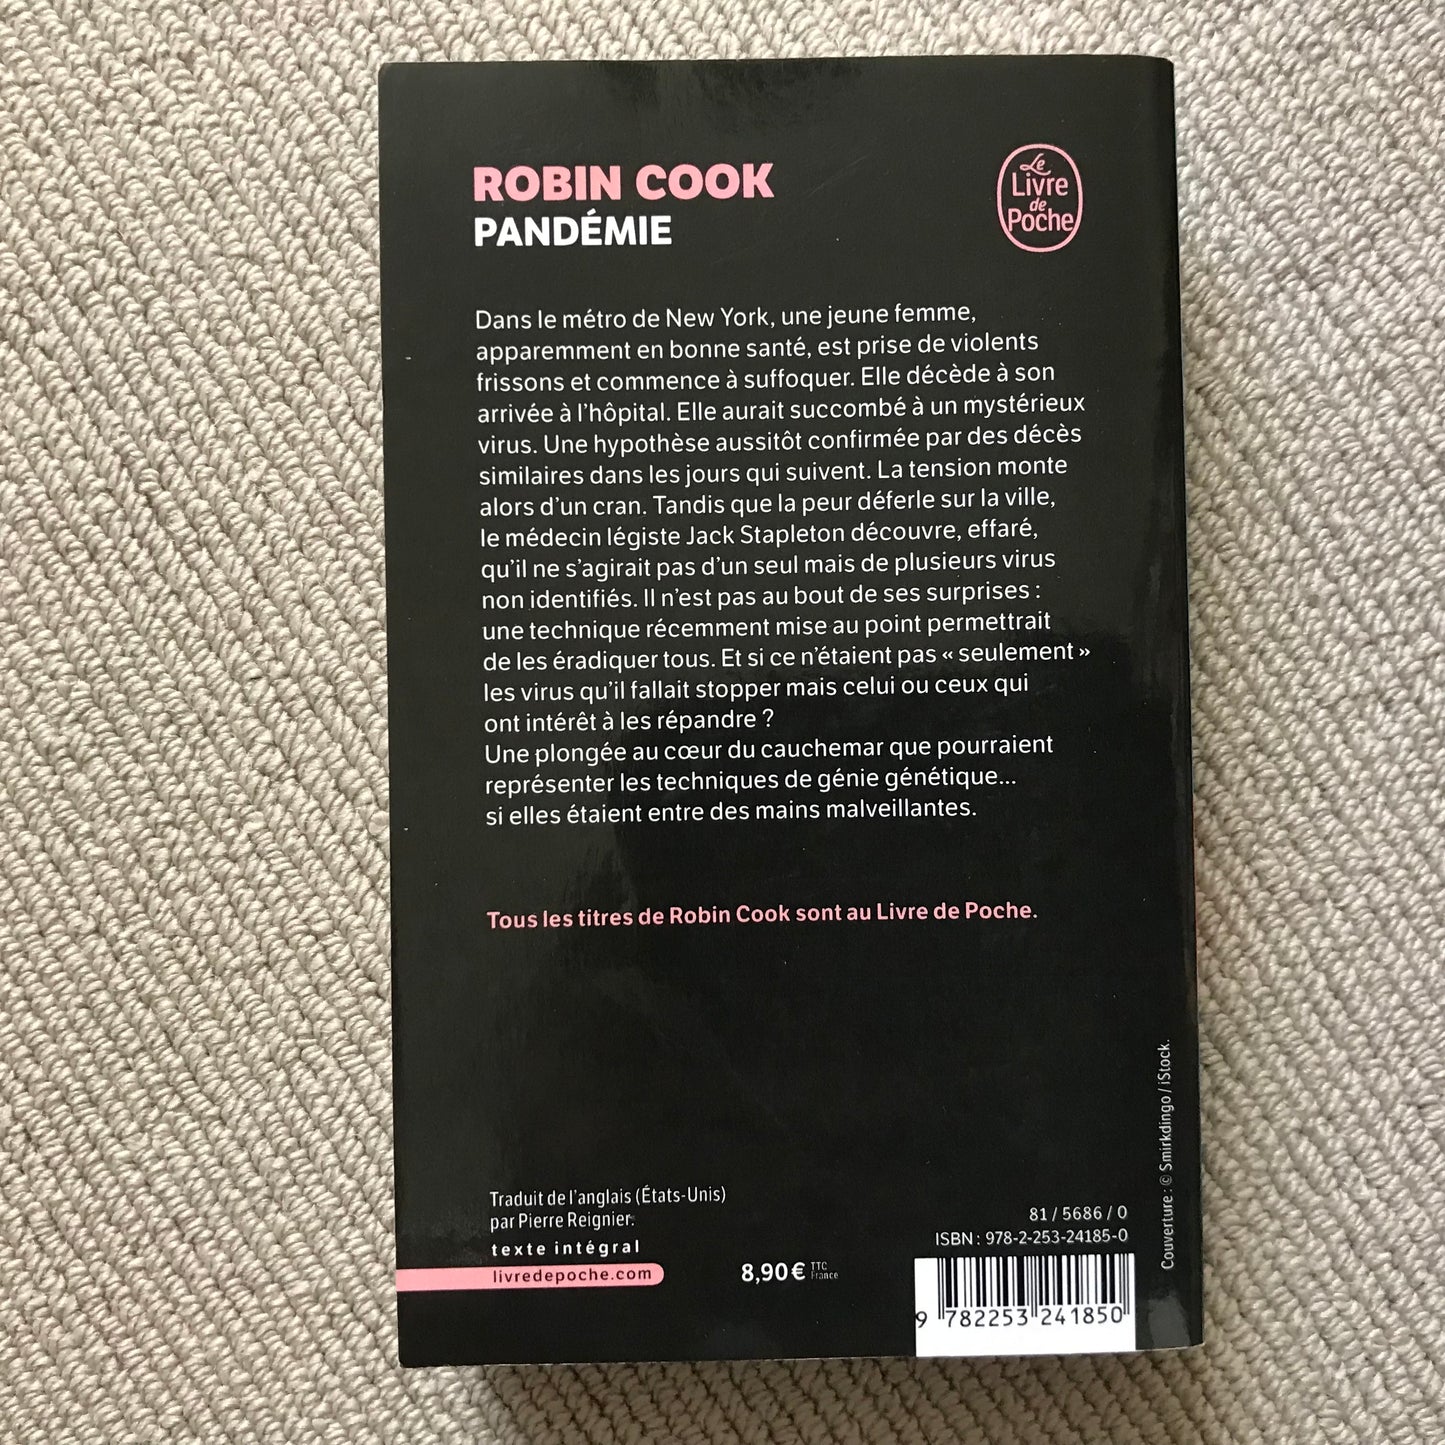 ROBIN COOK
PANDÉMIE
Le
Livre
de
Poche
Dans le métro de New York, une jeune femme,
apparemment en bonne santé, est prise de violents
frissons et commence à suffoquer. Elle décède à son
arrivée à l'hôpital. Elle aurait succombé à un mystérieux
virus. Une hypothèse aussitôt confirmée par des décès
similaires dans les jours qui suivent. La tension monte
alors d'un cran. Tandis que la peur déferle sur la ville,
le médecin légiste Jack Stapleton découvre, effaré,
qu'il ne s'agirait pas d'un seul mais de plusieurs virus
non identifiés. Il n'est pas au bout de ses surprises :
une technique récemment mise au point permettrait
de les éradiquer tous. Et si ce n'étaient pas « seulement »
les virus qu'il fallait stopper mais celui ou ceux qui
ont intérêt à les répandre ?
Une plongée au cœur du cauchemar que pourraient
représenter les techniques de génie génétique...
si elles étaient entre des mains malveillantes.
Tous les titres de Robin Cook sont au Livre de Poche.
Traduit de l'anglais (États-Unis)
par Pierre Reignier.
texte intégral
livredepoche.com
8,90 € TTC
France
81 / 5686 / 0
ISBN : 978-2-253-24185-0
9 782253 241850
Couverture : © Smirkdingo / iStock.